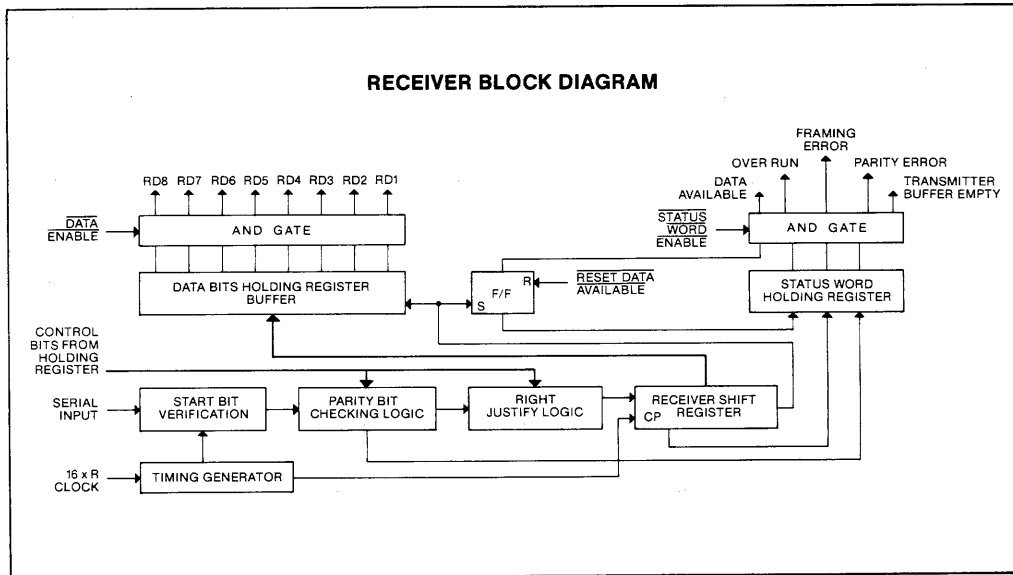 RECEIVER BLOCK DIAGRAM
FRAMING
ERROR
OVER RUN
PARITY ERROR
DATA
AVAILABLE
TRANSMITTER
BUFFER EMPTY
RD8 RD7 RD6 RD5 RD4 RD3 RD2 RD1
DATA
ENABLE
AND GATE
STATUS
WORD
ENABLE
AND GATE
DATA BITS HOLDING REGISTER
BUFFER
R
F/F
S
RESET DATA
AVAILABLE
STATUS WORD
HOLDING REGISTER
CONTROL
BITS FROM
HOLDING
REGISTER
SERIAL
INPUT
START BIT
VERIFICATION
PARITY BIT
CHECKING LOGIC
RIGHT
JUSTIFY LOGIC
RECEIVER SHIFT
REGISTER
CP
16 x R
CLOCK
TIMING GENERATOR